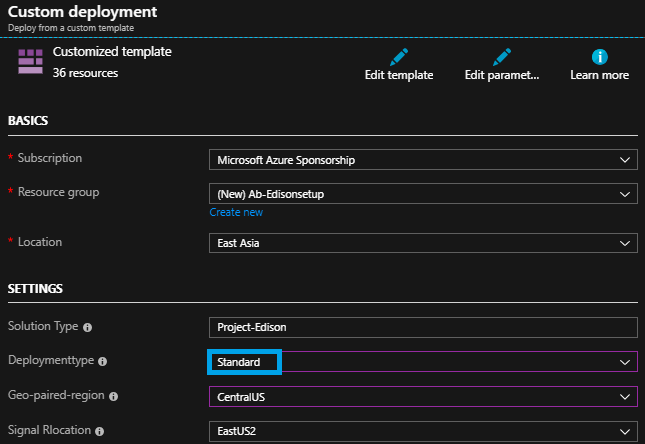 Custom deployment
Deploy from a custom template
Customized template
36 resources
Edit template
Edit paramet...
Learn more
BASICS
* Subscription
Microsoft Azure Sponsorship
* Resource group
(New) Ab-Edisonsetup
Create new
* Location
East Asia
SETTINGS
Solution Type
Project-Edison
Deploymenttype
Standard
Geo-paired-region
CentralUS
Signal Rlocation
EastUS2